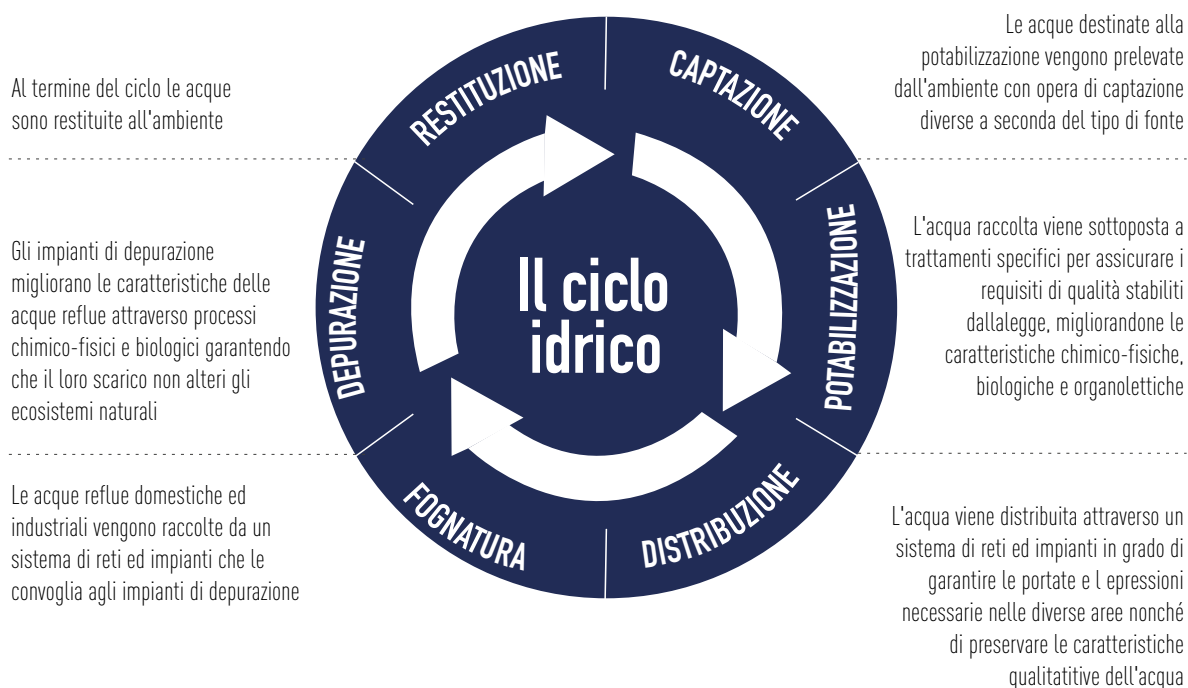 Il ciclo
idrico
CAPTAZIONE
Le acque destinate alla
potabilizzazione vengono prelevate
dall'ambiente con opera di captazione
diverse a seconda del tipo di fonte
POTABILIZZAZIONE
L'acqua raccolta viene sottoposta a
trattamenti specifici per assicurare i
requisiti di qualità stabiliti
dallalegge, migliorandone le
caratteristiche chimico-fisiche,
biologiche e organolettiche
DISTRIBUZIONE
L'acqua viene distribuita attraverso un
sistema di reti ed impianti in grado di
garantire le portate e l epressioni
necessarie nelle diverse aree nonché
di preservare le caratteristiche
qualitatitive dell'acqua
FOGNATURA
Le acque reflue domestiche ed
industriali vengono raccolte da un
sistema di reti ed impianti che le
convoglia agli impianti di depurazione
DEPURAZIONE
Gli impianti di depurazione
migliorano le caratteristiche delle
acque reflue attraverso processi
chimico-fisici e biologici garantendo
che il loro scarico non alteri gli
ecosistemi naturali
RESTITUZIONE
Al termine del ciclo le acque
sono restituite all'ambiente